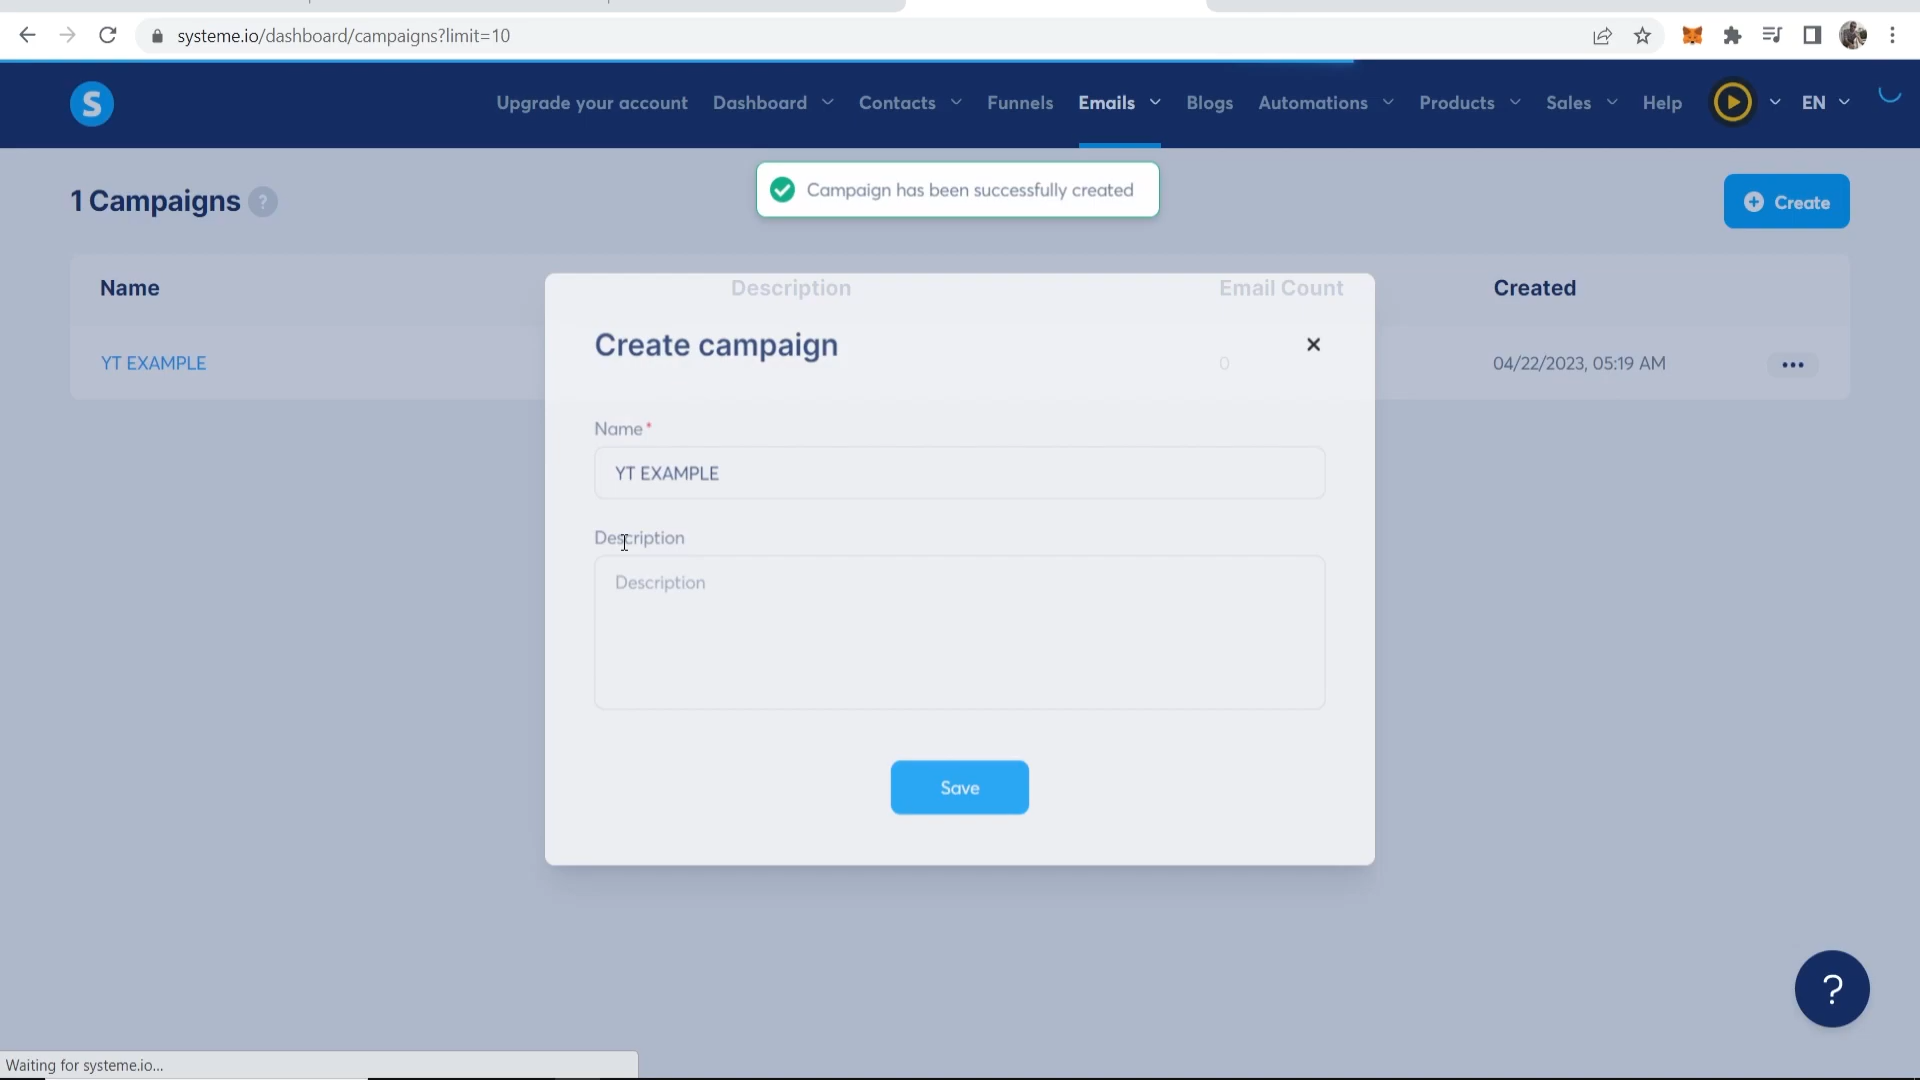 systeme.io/dashboard/campaigns?limit=10
S
Upgrade your account Dashboard Contacts Funnels Emails Blogs Automations Products Sales Help EN
Campaign has been successfully created
1 Campaigns ?
Create
Name Description Email Count Created
YT EXAMPLE 0 04/22/2023, 05:19 AM
Create campaign
Name*
YT EXAMPLE
Description
Description
Save
?
Waiting for systeme.io...